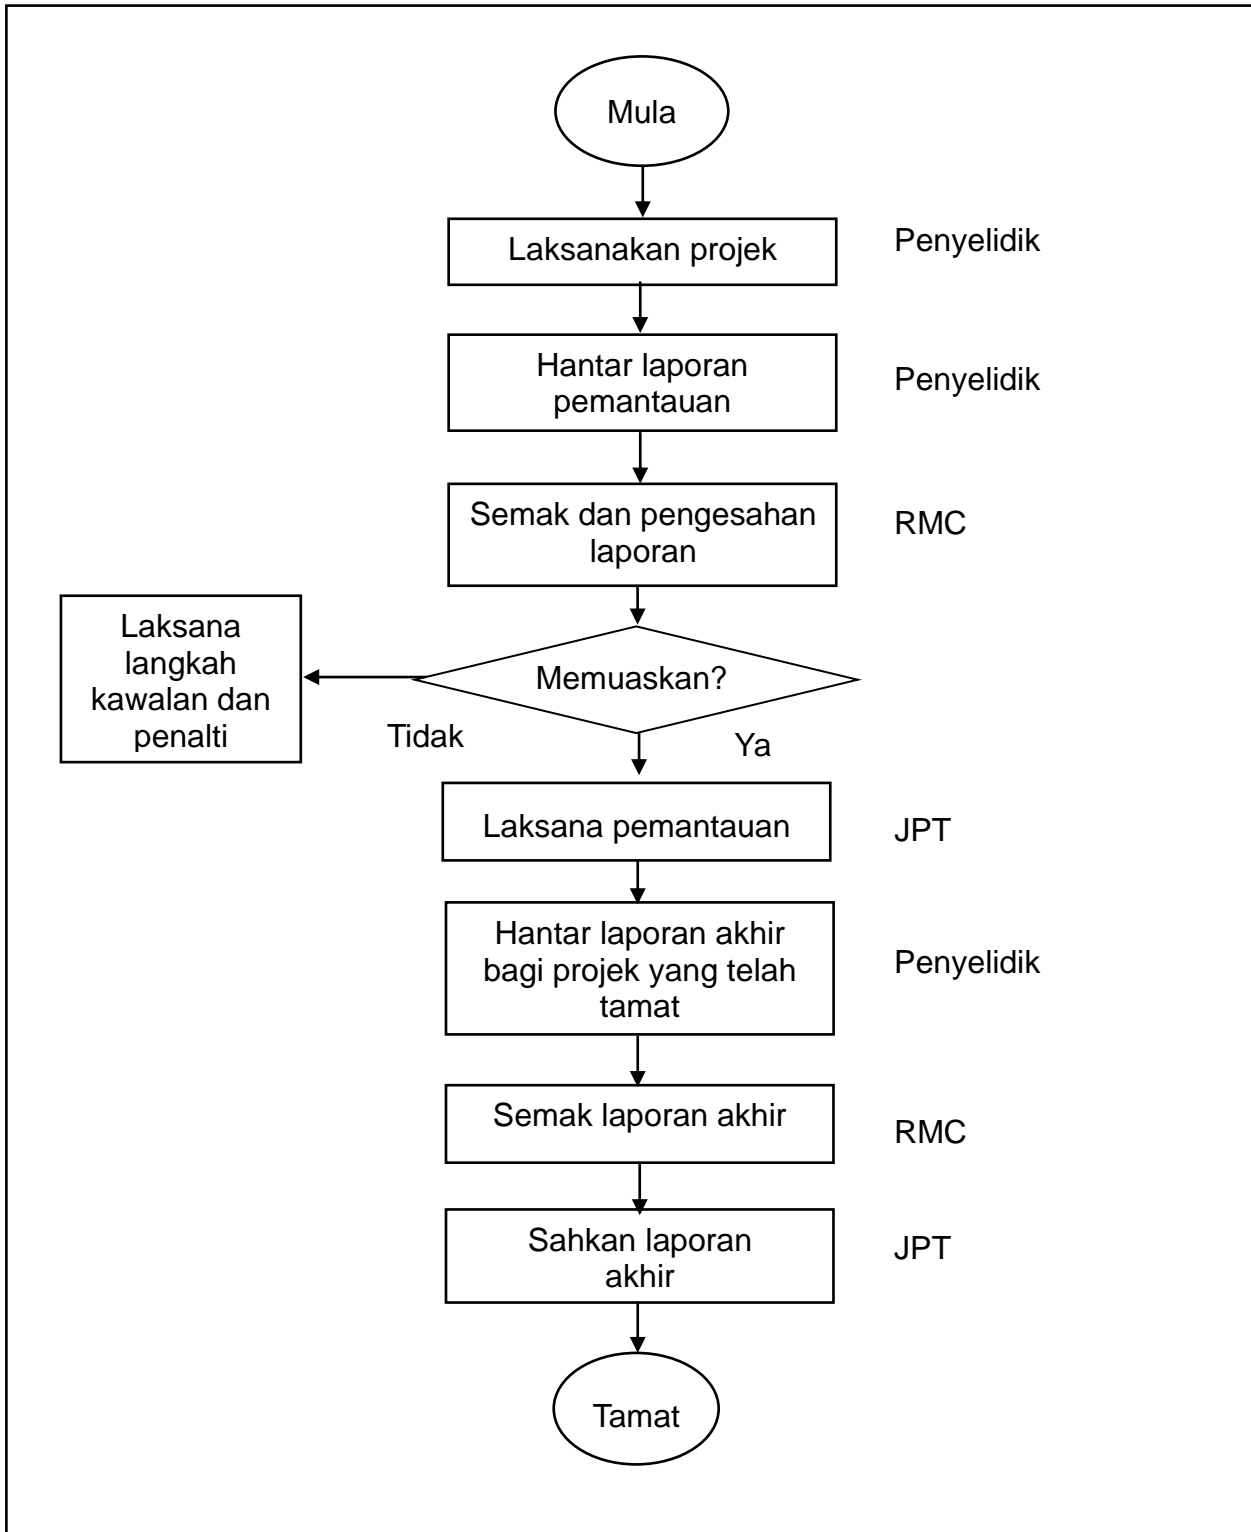 Mula
Laksanakan projek
Penyelidik
Hantar laporan
pemantauan
Penyelidik
Semak dan pengesahan
laporan
RMC
Memuaskan?
Laksana
langkah
kawalan dan
penalti
Tidak
Ya
Laksana pemantauan
JPT
Hantar laporan akhir
bagi projek yang telah
tamat
Penyelidik
Semak laporan akhir
RMC
Sahkan laporan
akhir
JPT
Tamat